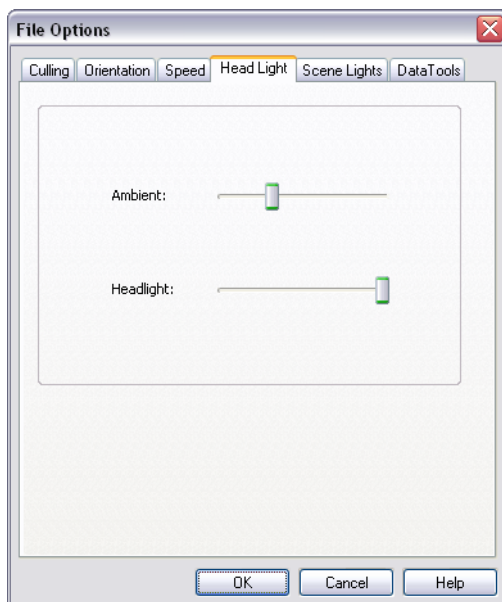 File Options
Culling Orientation Speed Head Light Scene Lights DataTools
Ambient:
Headlight:
OK Cancel Help